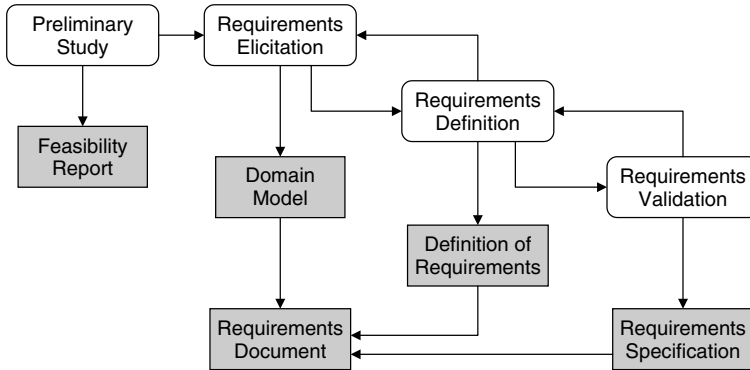 Preliminary
Study
Requirements
Elicitation
Requirements
Definition
Feasibility
Report
Domain
Model
Requirements
Validation
Definition of
Requirements
Requirements
Document
Requirements
Specification